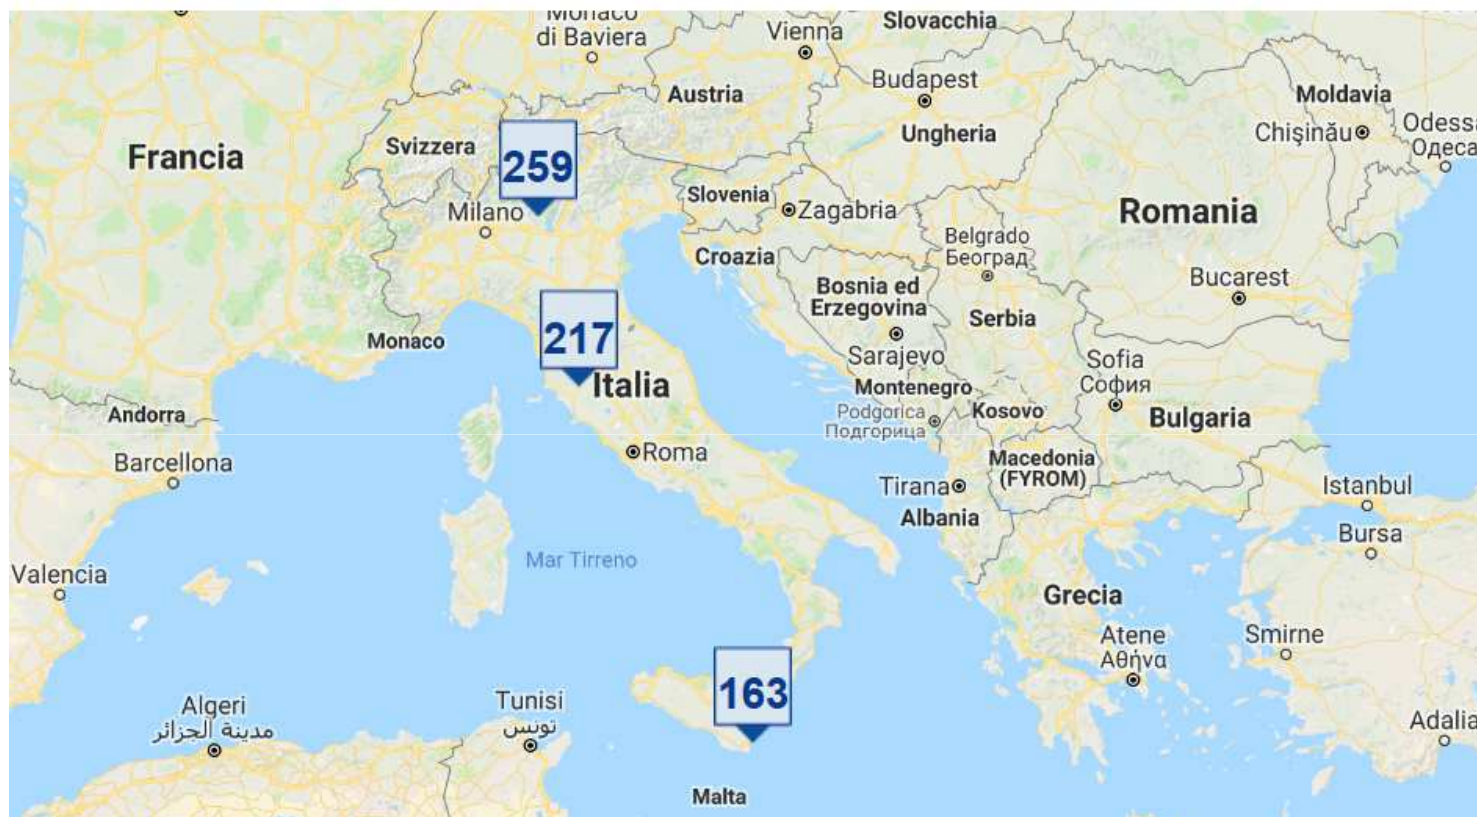 Monaco
di Baviera
Vienna
Slovacchia
Budapest
Austria
Ungheria
Moldavia
Chişinău
Odessa
Одеса
Francia
Svizzera
259
Milano
Slovenia
Zagabria
Romania
Croazia
Belgrado
Београд
Bosnia ed
Erzegovina
Bucarest
Serbia
Monaco
217
Italia
Sarajevo
Montenegro
Sofia
София
Podgorica
Подгорица
Kosovo
Bulgaria
Andorra
Barcellona
Roma
Macedonia
(FYROM)
Tirana
Albania
Istanbul
Bursa
Mar Tirreno
Valencia
Grecia
Atene
Αθήνα
Smirne
163
Algeri
مدينة الجزائر
Tunisi
تونس
Adalia
Malta